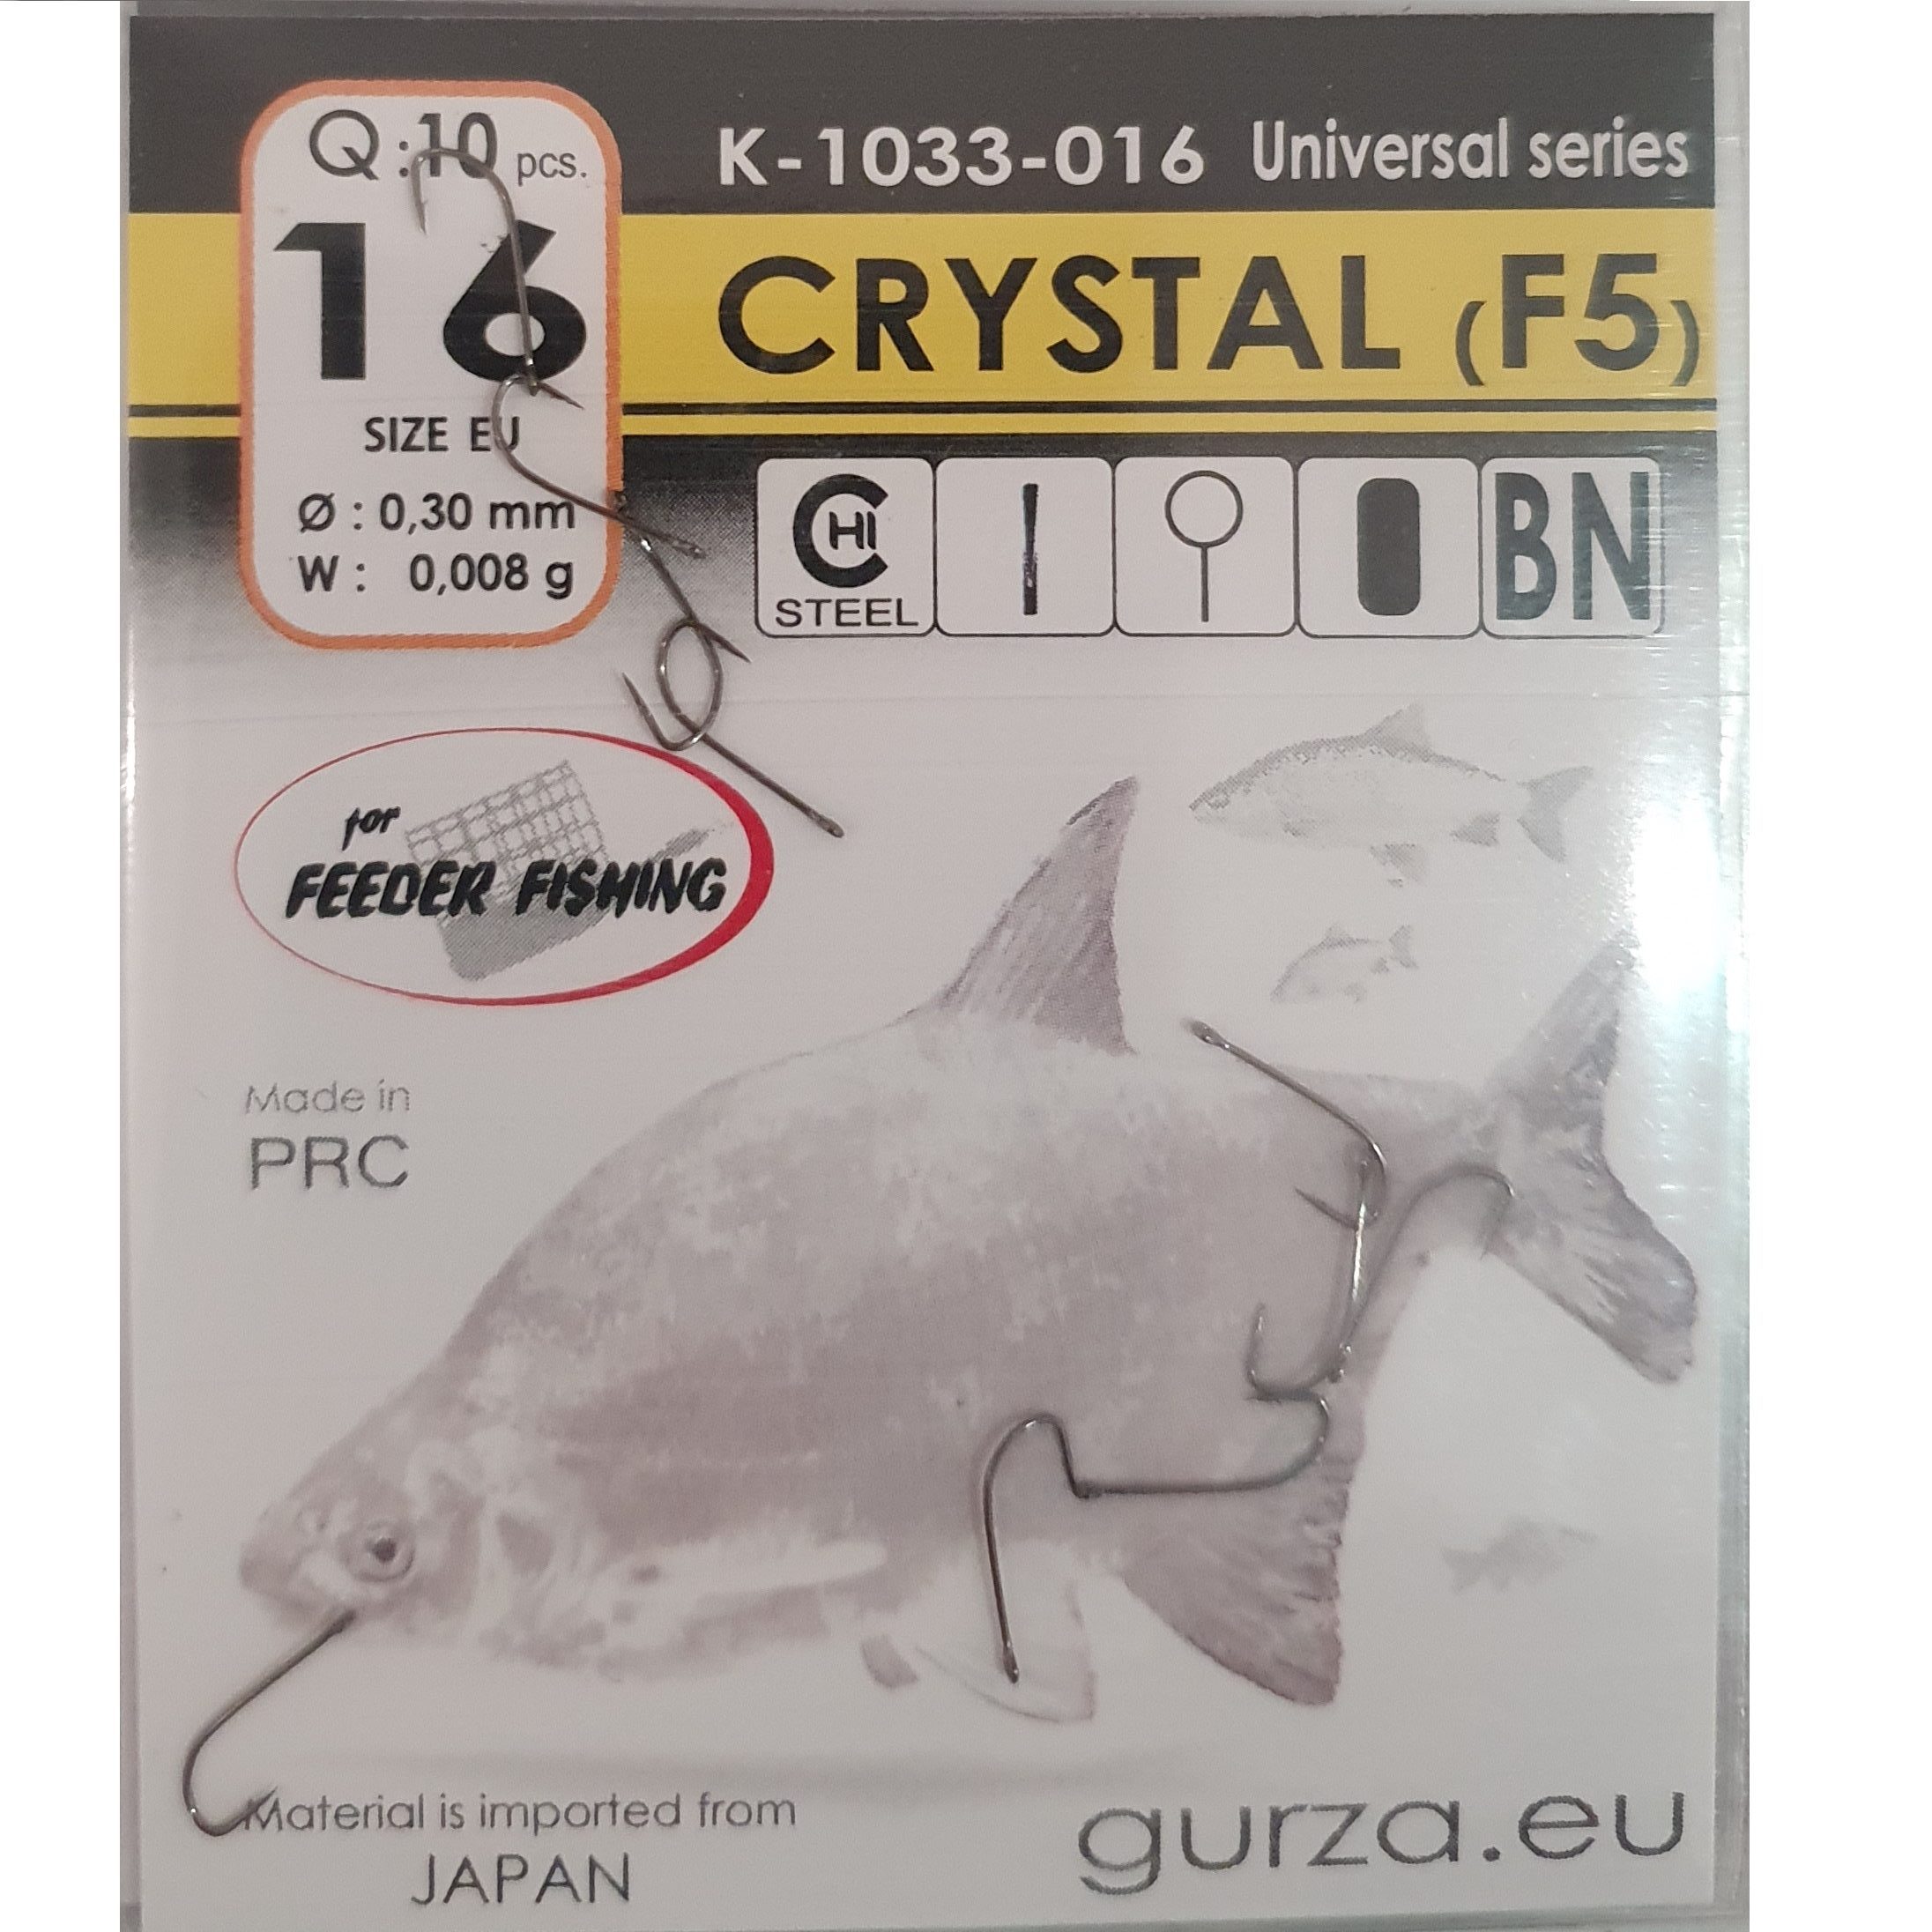 Q:10 pcs.
K-1033-016 Universal series
16
CRYSTAL (F5)
SIZE EU
Ø : 0,30 mm
W : 0,008 g
CHI
STEEL
BN
for
FEEDER FISHING
Made in
PRC
Material is imported from
JAPAN
gurza.eu